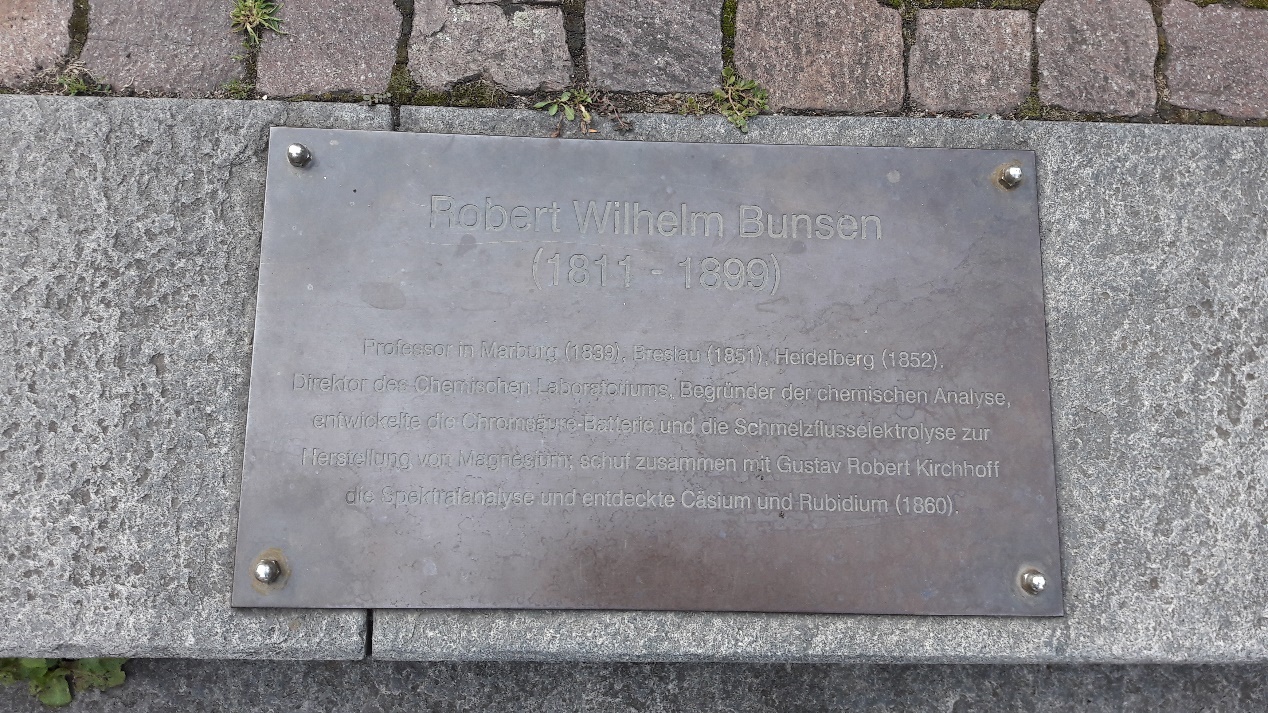 Robert Wilhelm Bunsen
(1811 - 1899)
Professor in Marburg (1839), Breslau (1851), Heidelberg (1852).
Direktor des Chemischen Laboratoriums, Begründer der chemischen Analyse,
entwickelte die Chromsäure-Batterie und die Schmelzflusselektrolyse zur
Herstellung von Magnesium, schuf zusammen mit Gustav Robert Kirchhoff
die Spektralanalyse und entdeckte Cäsium und Rubidium (1860).